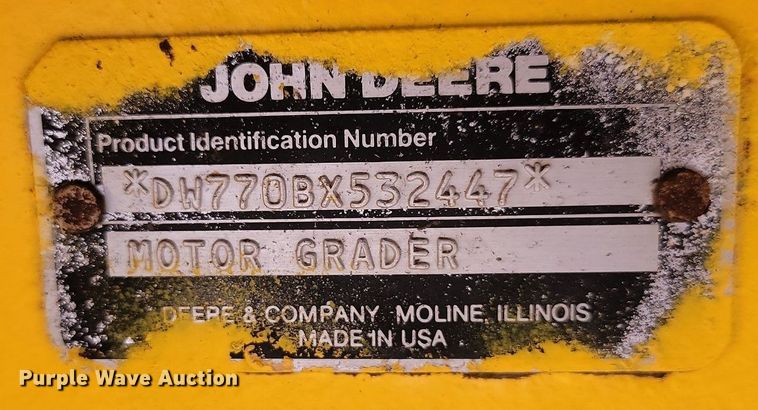 JOHN DEERE
Product Identification Number
*DW770BX532447*
MOTOR GRADER
DEERE & COMPANY MOLINE, ILLINOIS
MADE IN USA
Purple Wave Auction